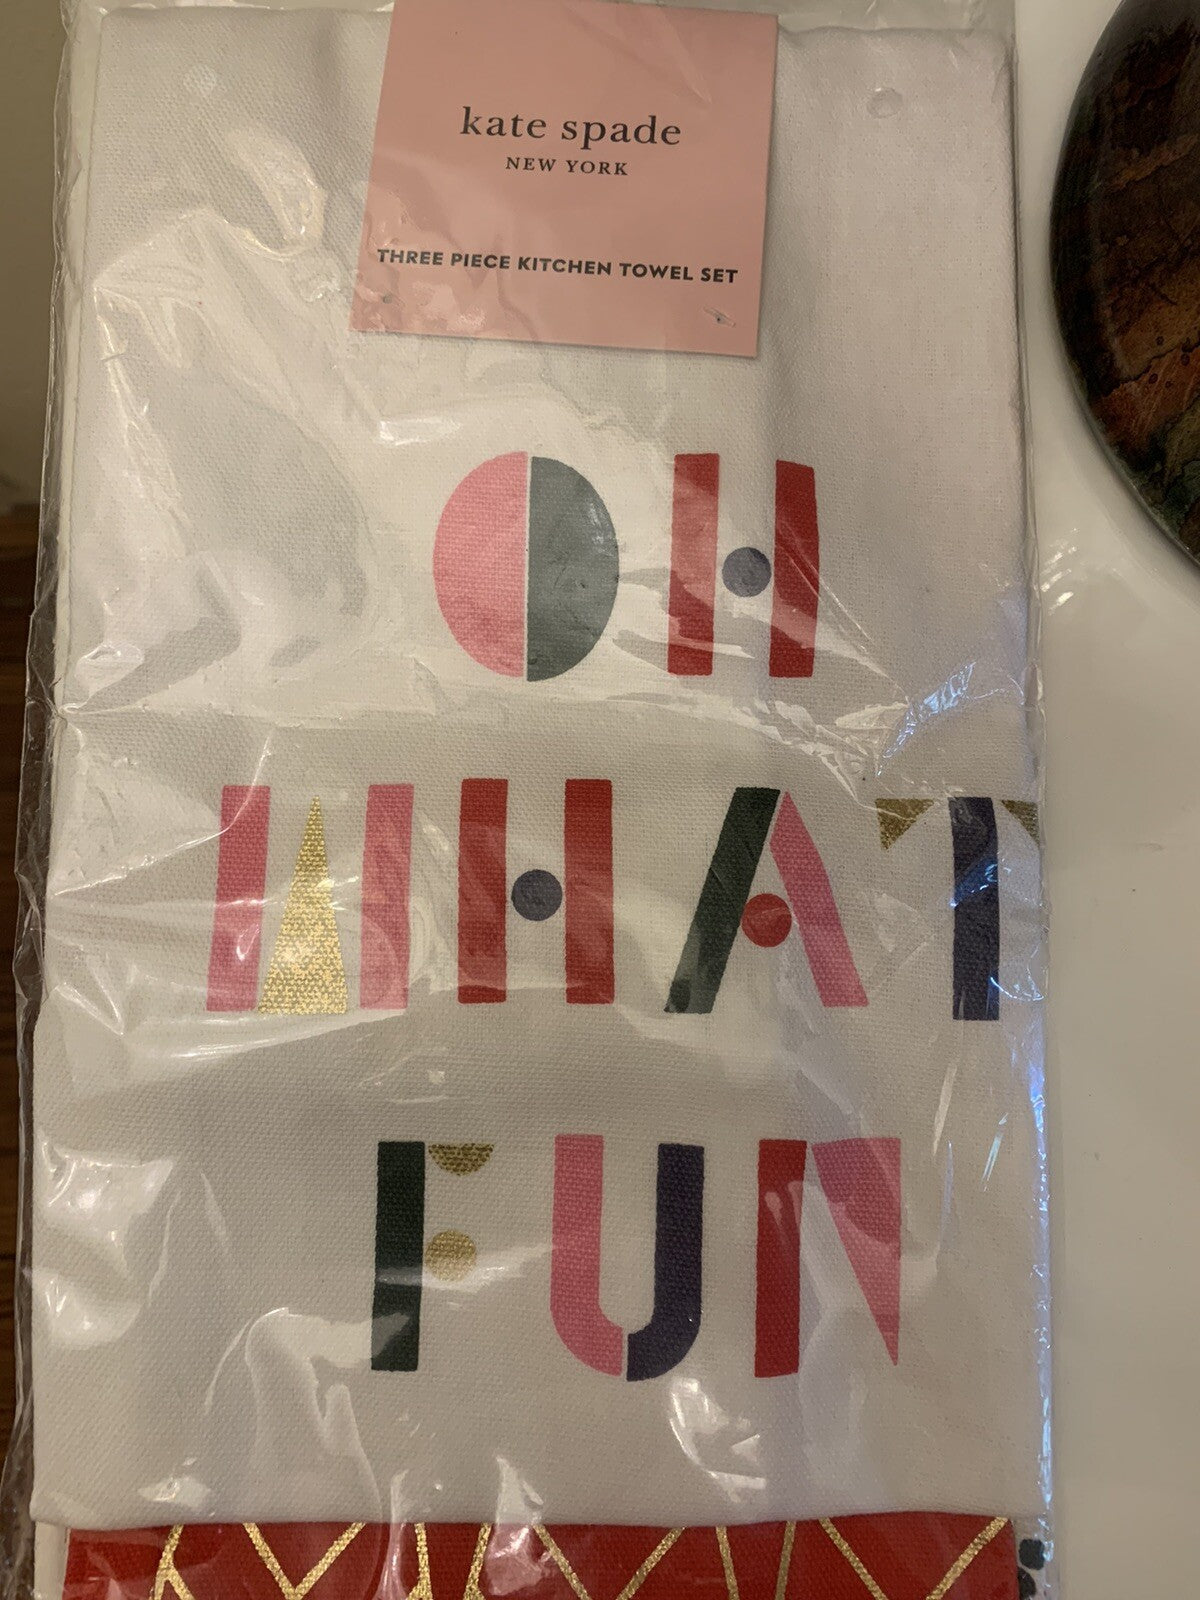 kate spade
NEW YORK
THREE PIECE KITCHEN TOWEL SET
OH
WHAT
FUN